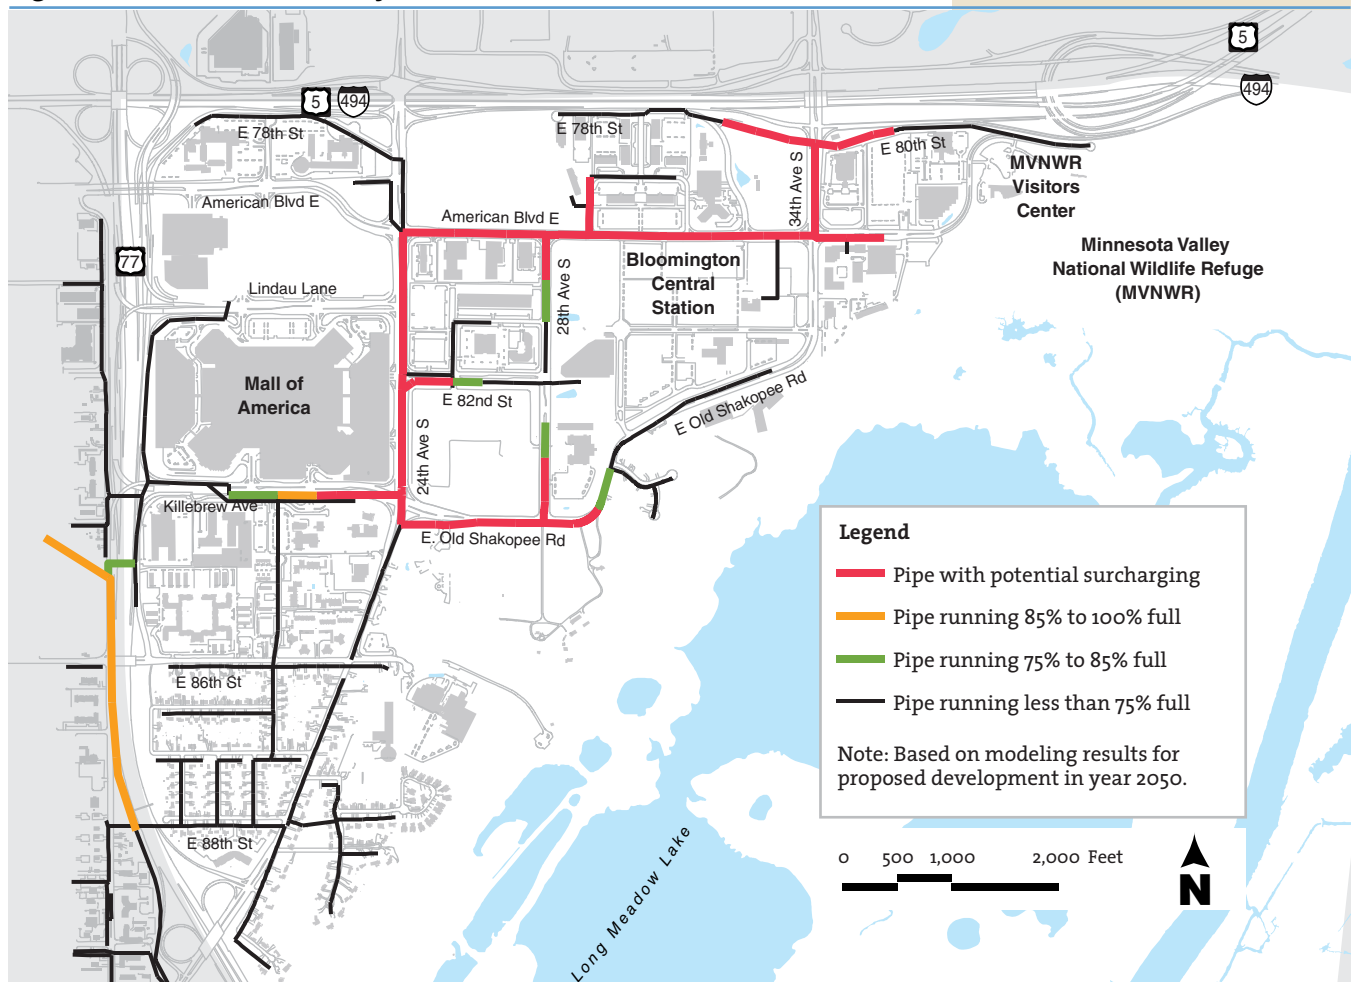 5
494
5
494
E 78th St
E 78th St
E 80th St
34th Ave S
MVNWR
Visitors
Center
American Blvd E
American Blvd E
Minnesota Valley
National Wildlife Refuge
(MVNWR)
77
Bloomington
Central
Station
28th Ave S
Lindau Lane
Mall of
America
E 82nd St
E Old Shakopee Rd
24th Ave S
Killebrew Ave
E. Old Shakopee Rd
E 86th St
E 88th St
Long Meadow Lake
Legend
Pipe with potential surcharging
Pipe running 85% to 100% full
Pipe running 75% to 85% full
Pipe running less than 75% full
Note: Based on modeling results for
proposed development in year 2050.
0 500 1,000 2,000 Feet
N